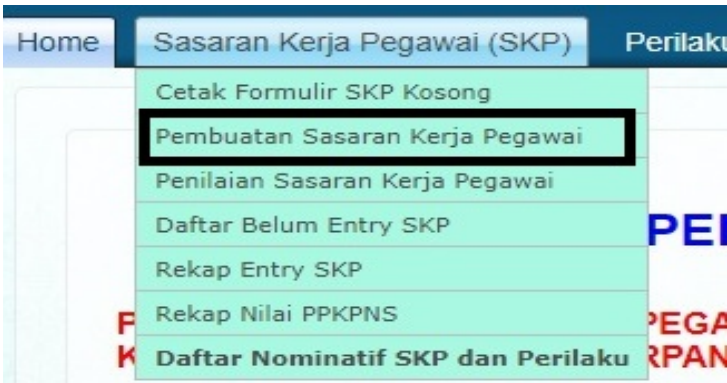 Home Sasaran Kerja Pegawai (SKP) Perilaku
Cetak Formulir SKP Kosong
Pembuatan Sasaran Kerja Pegawai
Penilaian Sasaran Kerja Pegawai
Daftar Belum Entry SKP
Rekap Entry SKP
Rekap Nilai PPKPNS
Daftar Nominatif SKP dan Perilaku